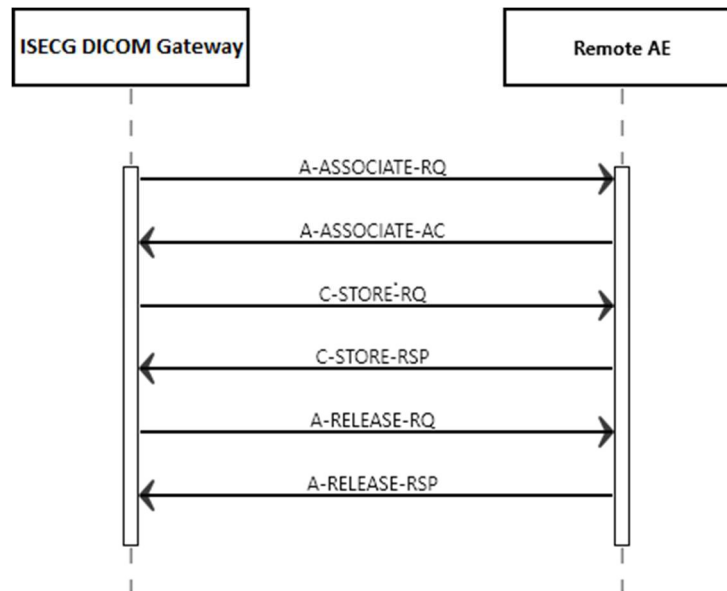 ISECG DICOM Gateway
Remote AE
A-ASSOCIATE-RQ
A-ASSOCIATE-AC
C-STORE-RQ
C-STORE-RSP
A-RELEASE-RQ
A-RELEASE-RSP